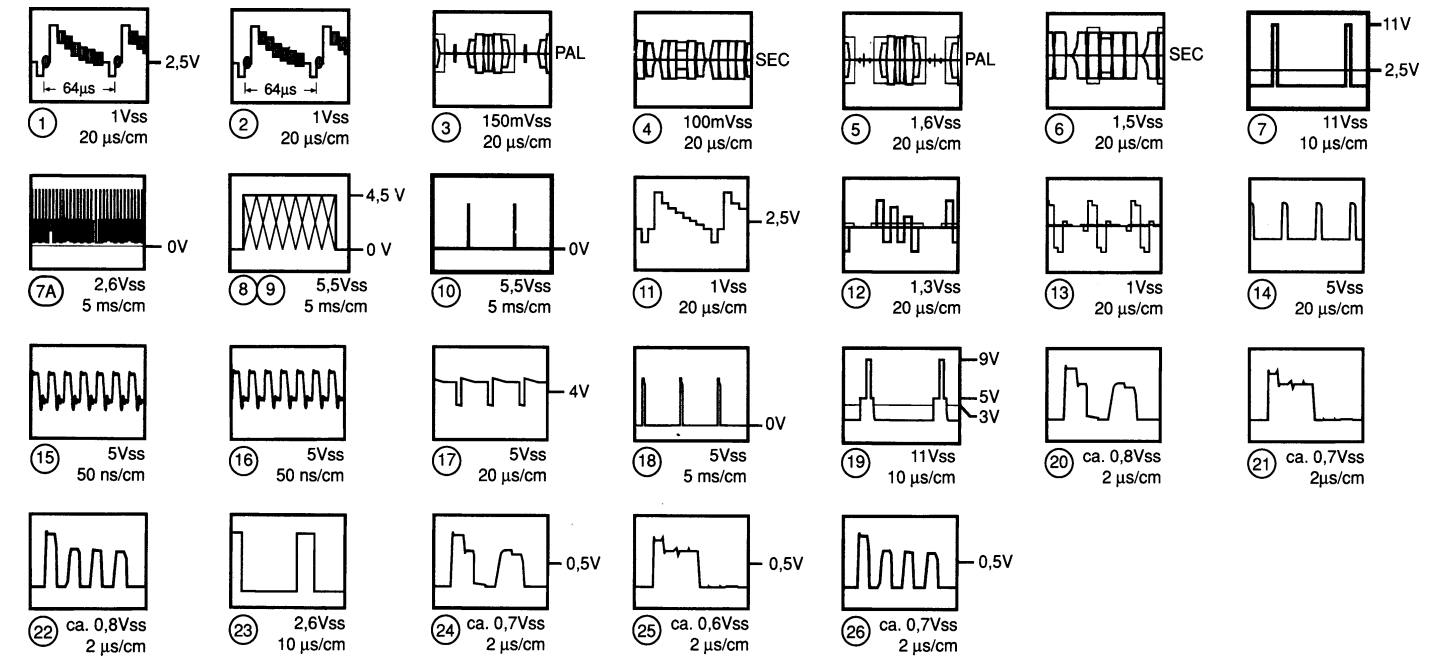 2,5V
64µs
1
1Vss
20 µs/cm
64µs
2
1Vss
20 µs/cm
PAL
3
150mVss
20 µs/cm
SEC
4
100mVss
20 µs/cm
PAL
5
1,6Vss
20 µs/cm
SEC
6
1,5Vss
20 µs/cm
11V
2,5V
7
11Vss
10 µs/cm
0V
7A
2,6Vss
5 ms/cm
4,5 V
0 V
8 9
5,5Vss
5 ms/cm
0V
10
5,5Vss
5 ms/cm
2,5V
11
1Vss
20 µs/cm
12
1,3Vss
20 µs/cm
13
1Vss
20 µs/cm
14
5Vss
20 µs/cm
15
5Vss
50 ns/cm
16
5Vss
50 ns/cm
4V
17
5Vss
20 µs/cm
0V
18
5Vss
5 ms/cm
9V
5V
3V
19
11Vss
10 µs/cm
20
ca. 0,8Vss
2 µs/cm
21
ca. 0,7Vss
2µs/cm
22
ca. 0,8Vss
2 µs/cm
23
2,6Vss
10 µs/cm
0,5V
24
ca. 0,7Vss
2 µs/cm
0,5V
25
ca. 0,6Vss
2 µs/cm
0,5V
26
ca. 0,7Vss
2 µs/cm